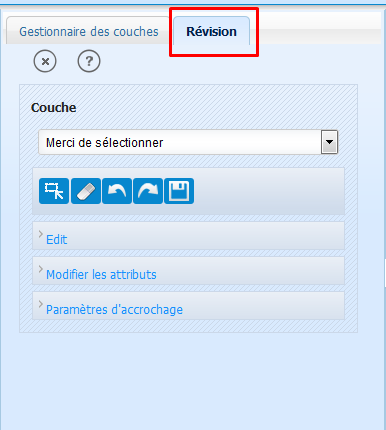 Gestionnaire des couches
Révision
?
Couche
Merci de sélectionner
Edit
Modifier les attributs
Paramètres d'accrochage